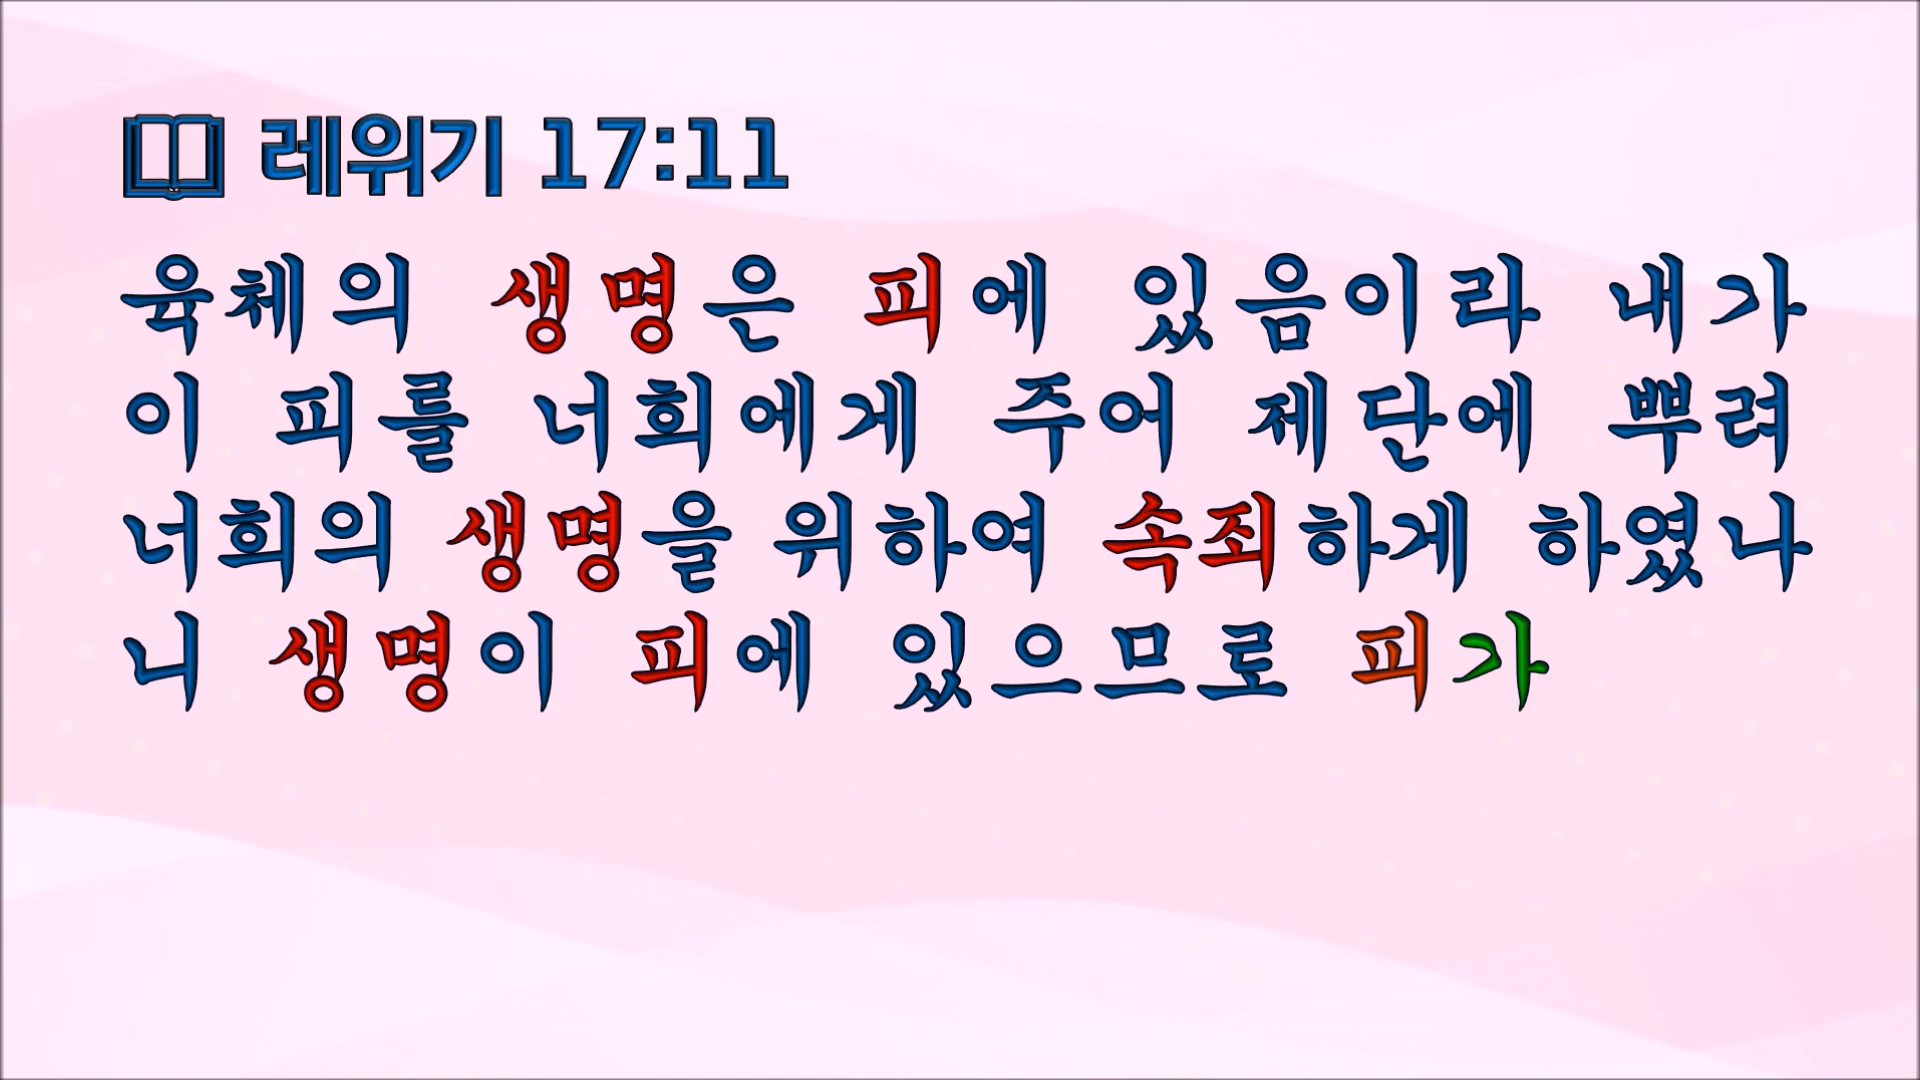 레위기 17:11
육체의 생명은 피에 있음이라 내가
이 피를 너희에게 주어 제단에 뿌려
너희의 생명을 위하여 속죄하게 하였나
니 생명이 피에 있으므로 피가